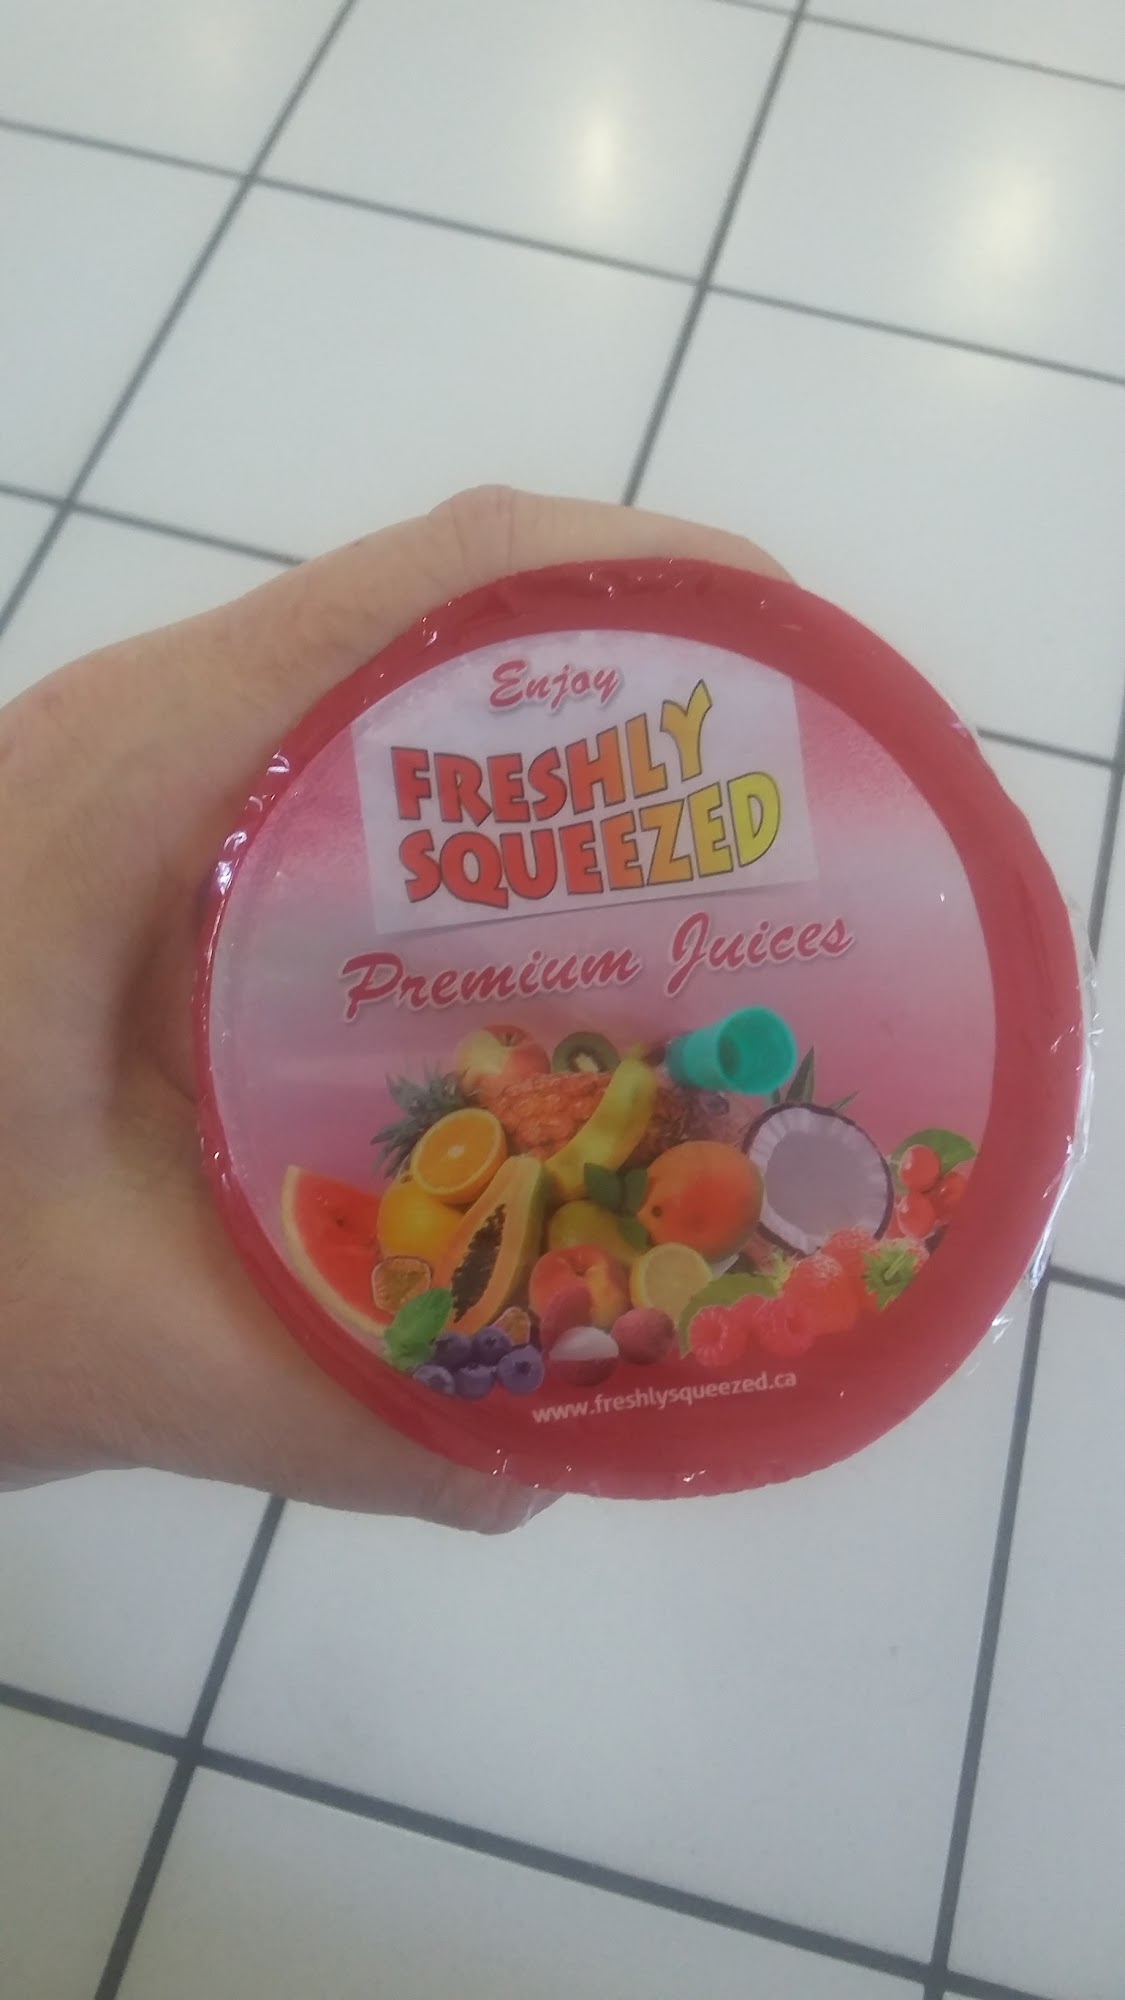 Enjoy
FRESHLY
SQUEEZED
Premium Juices
www.freshlysqueezed.ca